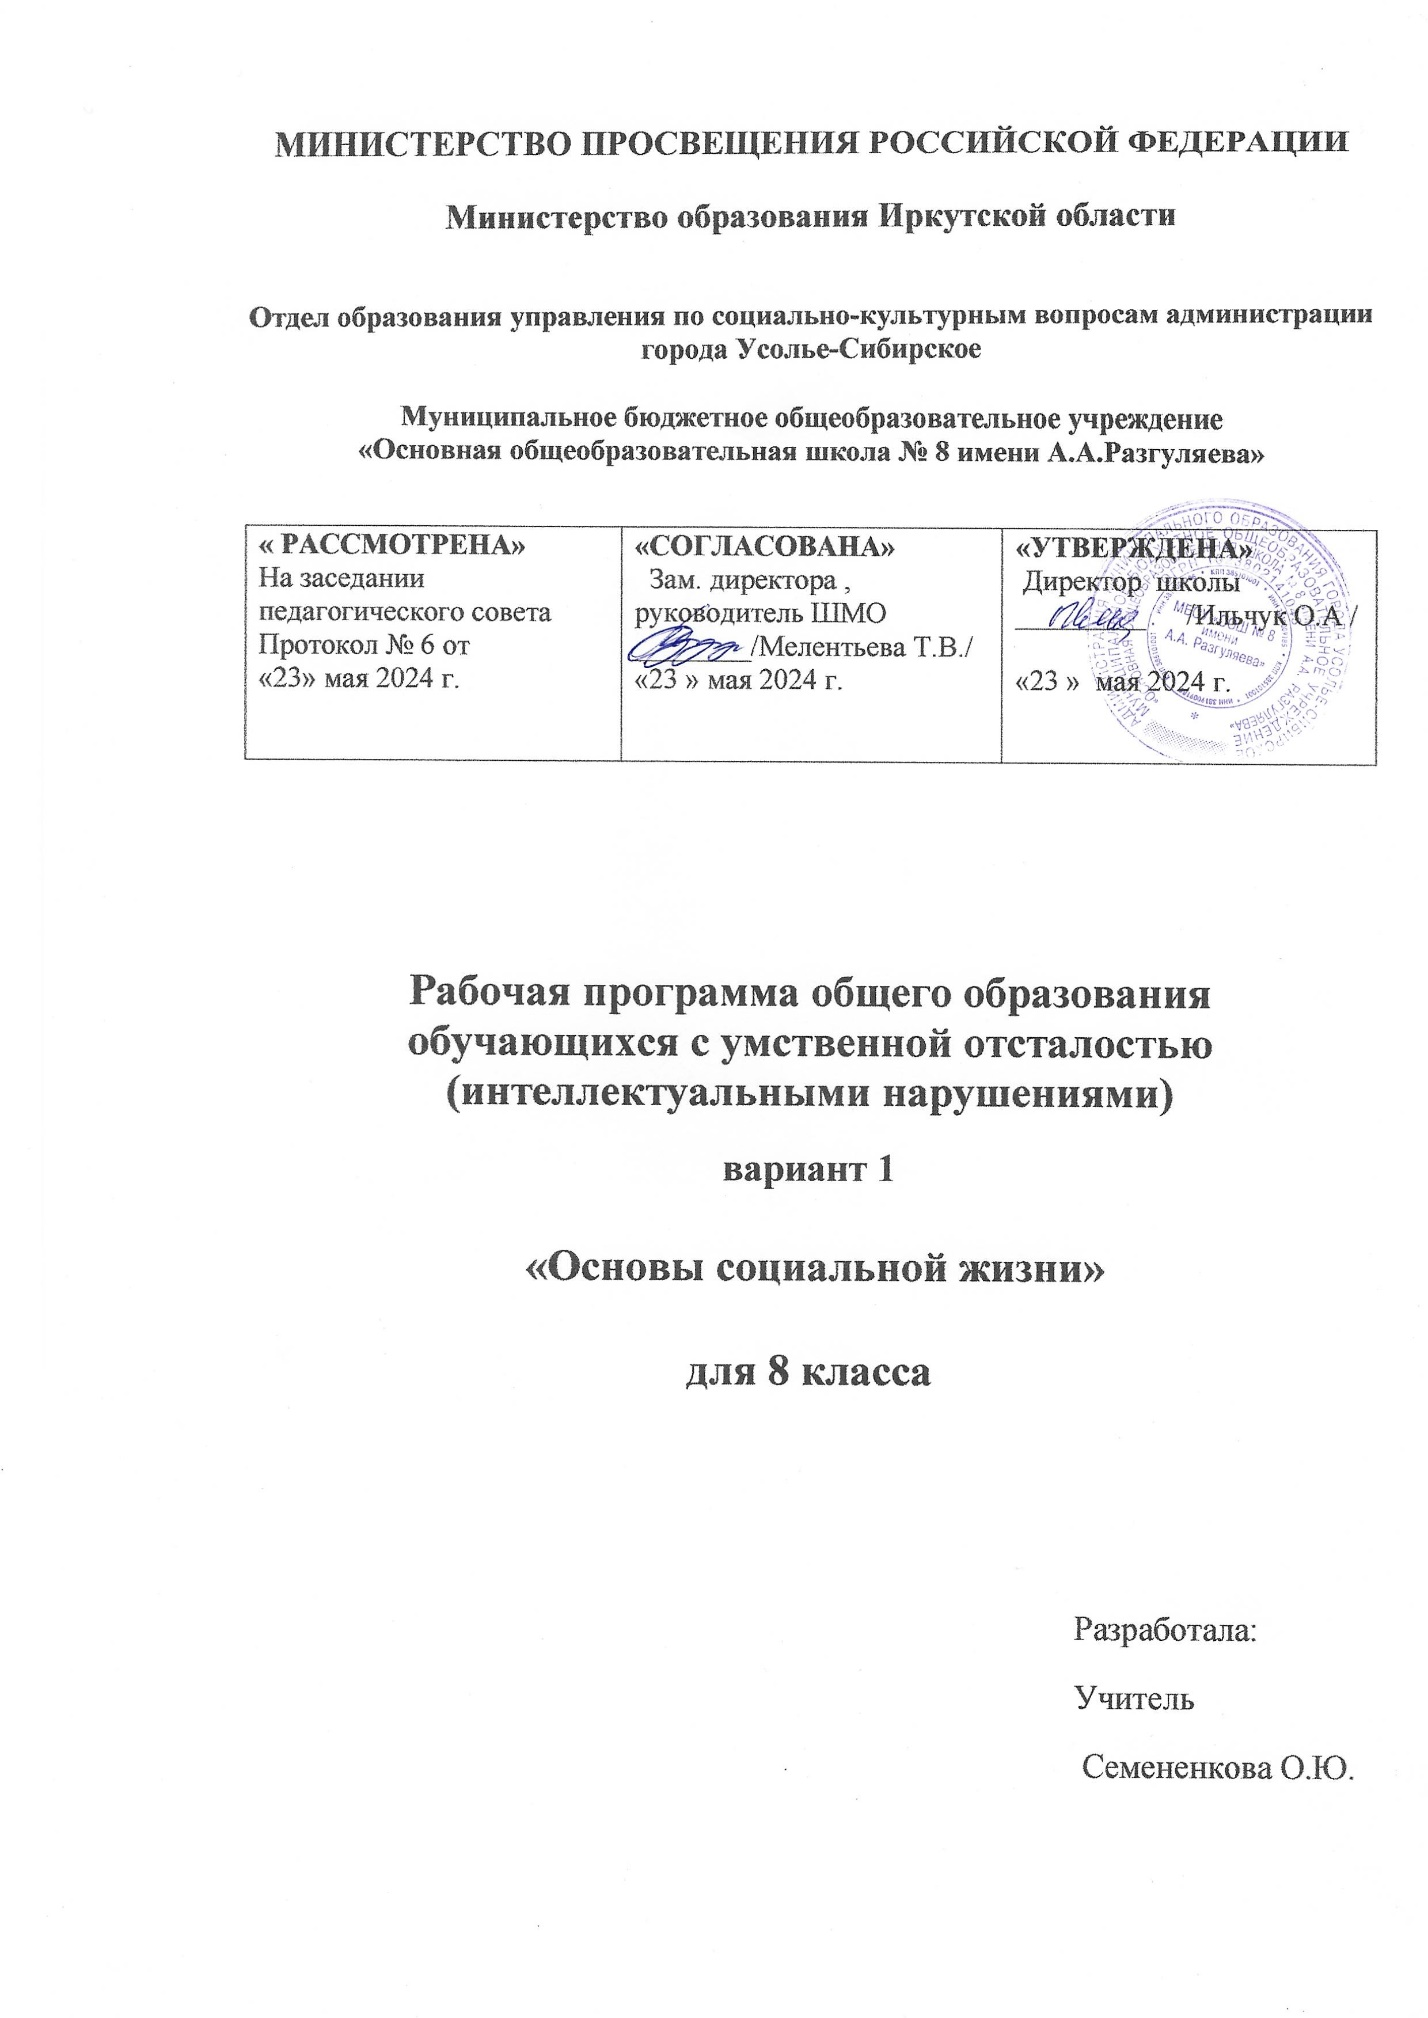 МИНИСТЕРСТВО ПРОСВЕЩЕНИЯ РОССИЙСКОЙ ФЕДЕРАЦИИ
Министерство образования Иркутской области
Отдел образования управления по социально-культурным вопросам администрации
города Усолье-Сибирское
Муниципальное бюджетное общеобразовательное учреждение
«Основная общеобразовательная школа № 8 имени А.А.Разгуляева»
« РАССМОТРЕНА»
На заседании
педагогического совета
Протокол № 6 от
«23» мая 2024 г.
«СОГЛАСОВАНА»
Зам. директора ,
руководитель ШМО
/Мелентьева Т.В./
«23 » мая 2024 г.
«УТВЕРЖДЕНА»
Директор школы
/Ильчук О.А /
«23 » мая 2024 г.
№ 8
имени
А.А. Разгуляева»
Рабочая программа общего образования
обучающихся с умственной отсталостью
(интеллектуальными нарушениями)
вариант 1
«Основы социальной жизни»
для 8 класса
Разработала:
Учитель
Семененкова О.Ю.